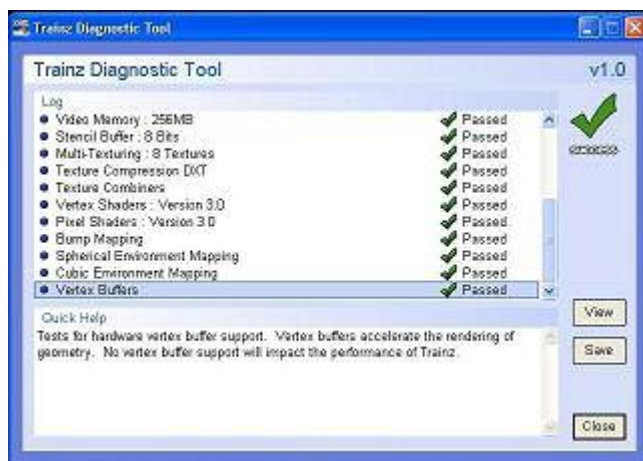 Trainz Diagnostic Tool
Trainz Diagnostic Tool v1.0
Log
Video Memory : 256MB Passed
Stencil Buffer : 8 Bits Passed
Multi-Texturing : 8 Textures Passed
Texture Compression DXT Passed
Texture Combiners Passed
Vertex Shaders : Version 3.0 Passed
Pixel Shaders : Version 3.0 Passed
Bump Mapping Passed
Spherical Environment Mapping Passed
Cubic Environment Mapping Passed
Vertex Buffers Passed
Quick Help
Tests for hardware vertex buffer support. Vertex buffers accelerate the rendering of
geometry. No vertex buffer support will impact the performance of Trainz.
View
Save
Close